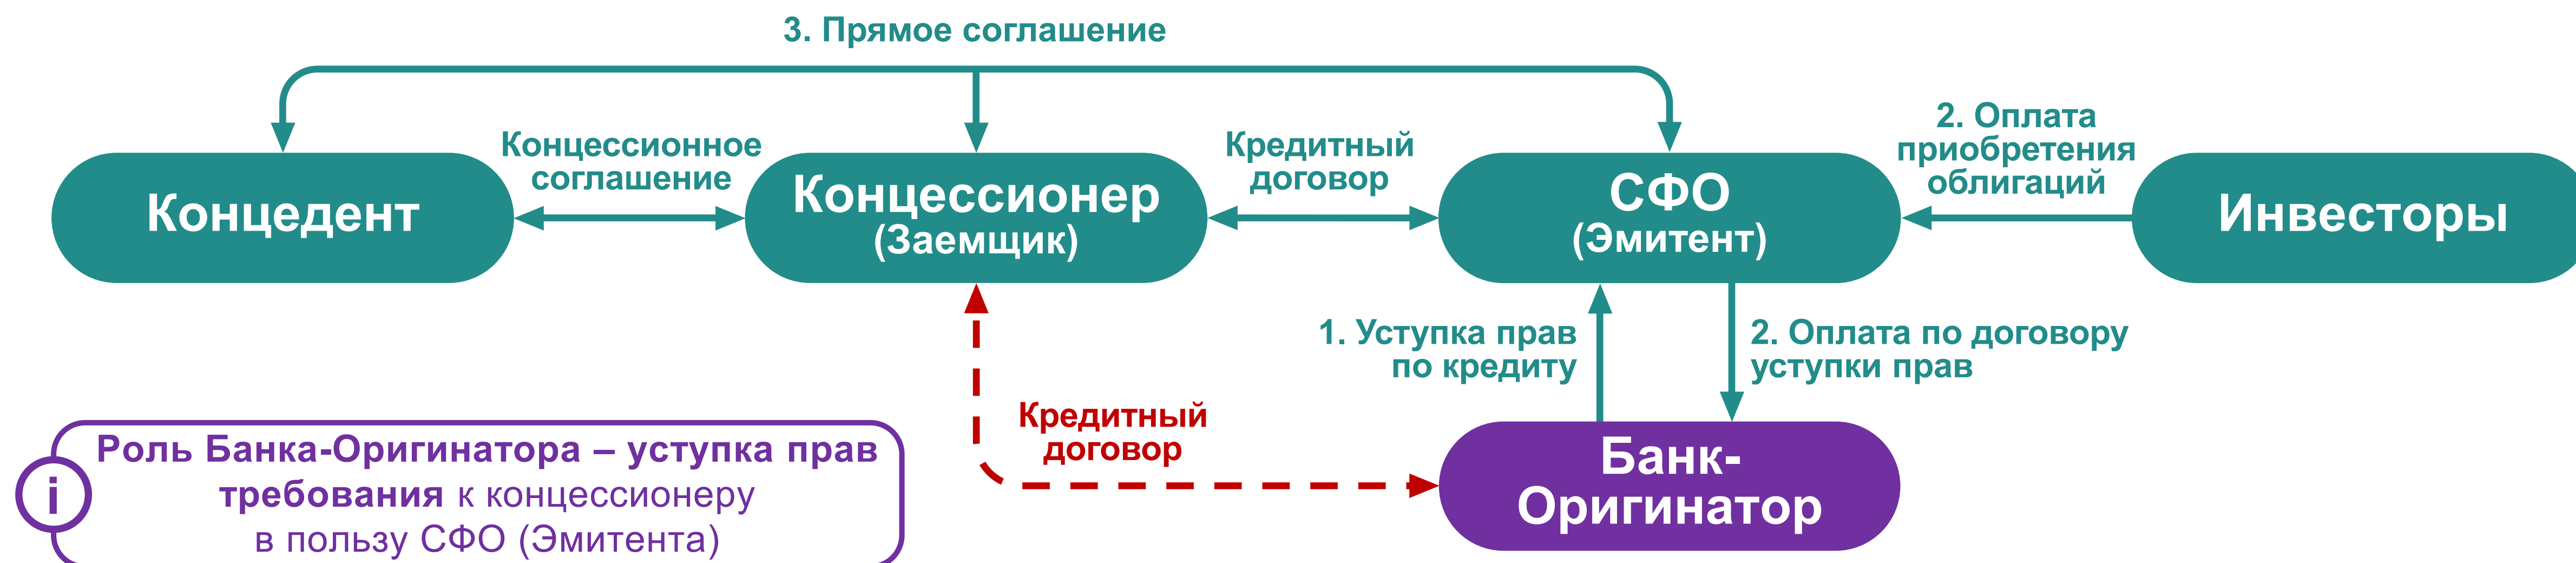 3. Прямое соглашение
Концессионное
соглашение
Кредитный
договор
2. Оплата
приобретения
облигаций
Концедент
Концессионер
(Заемщик)
СФО
(Эмитент)
Инвесторы
1. Уступка прав
по кредиту
2. Оплата по договору
уступки прав
Кредитный
договор
Банк-
Оригинатор
i
Роль Банка-Оригинатора – уступка прав
требования к концессионеру
в пользу СФО (Эмитента)